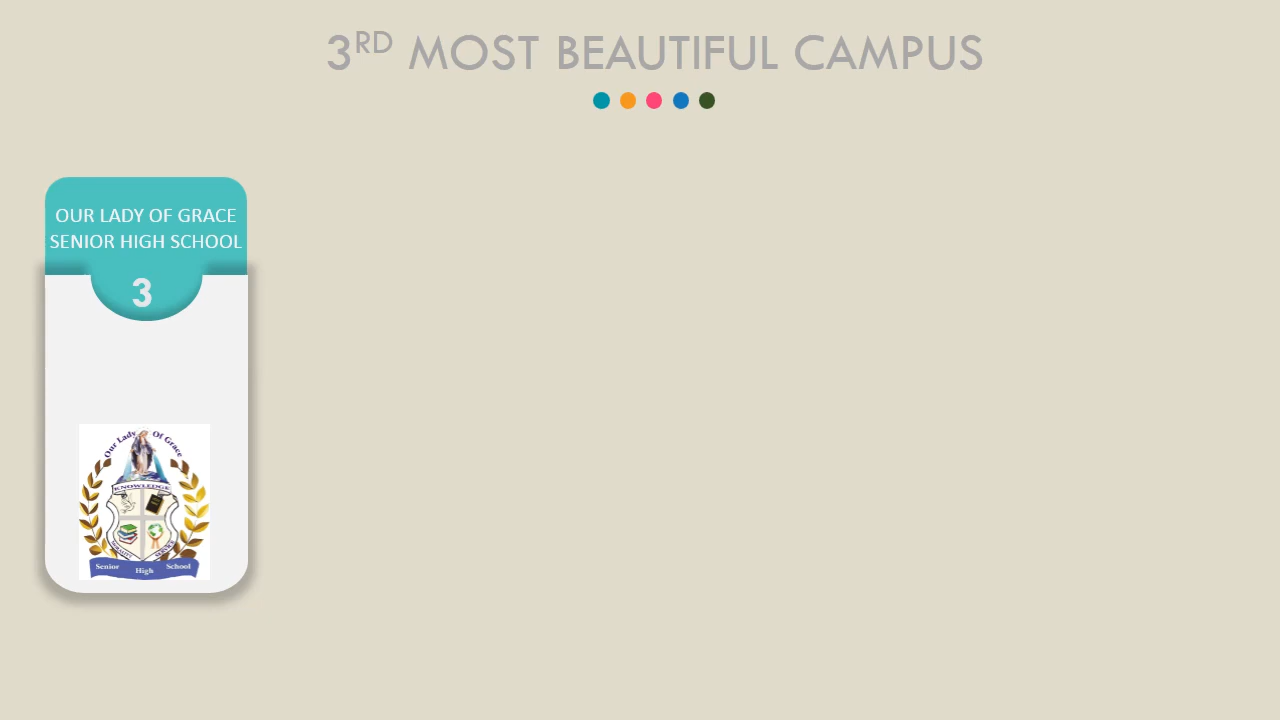 3RD MOST BEAUTIFUL CAMPUS
OUR LADY OF GRACE
SENIOR HIGH SCHOOL
3
Our Lady Of Grace
KNOWLEDGE
SERVICE
Senior High School